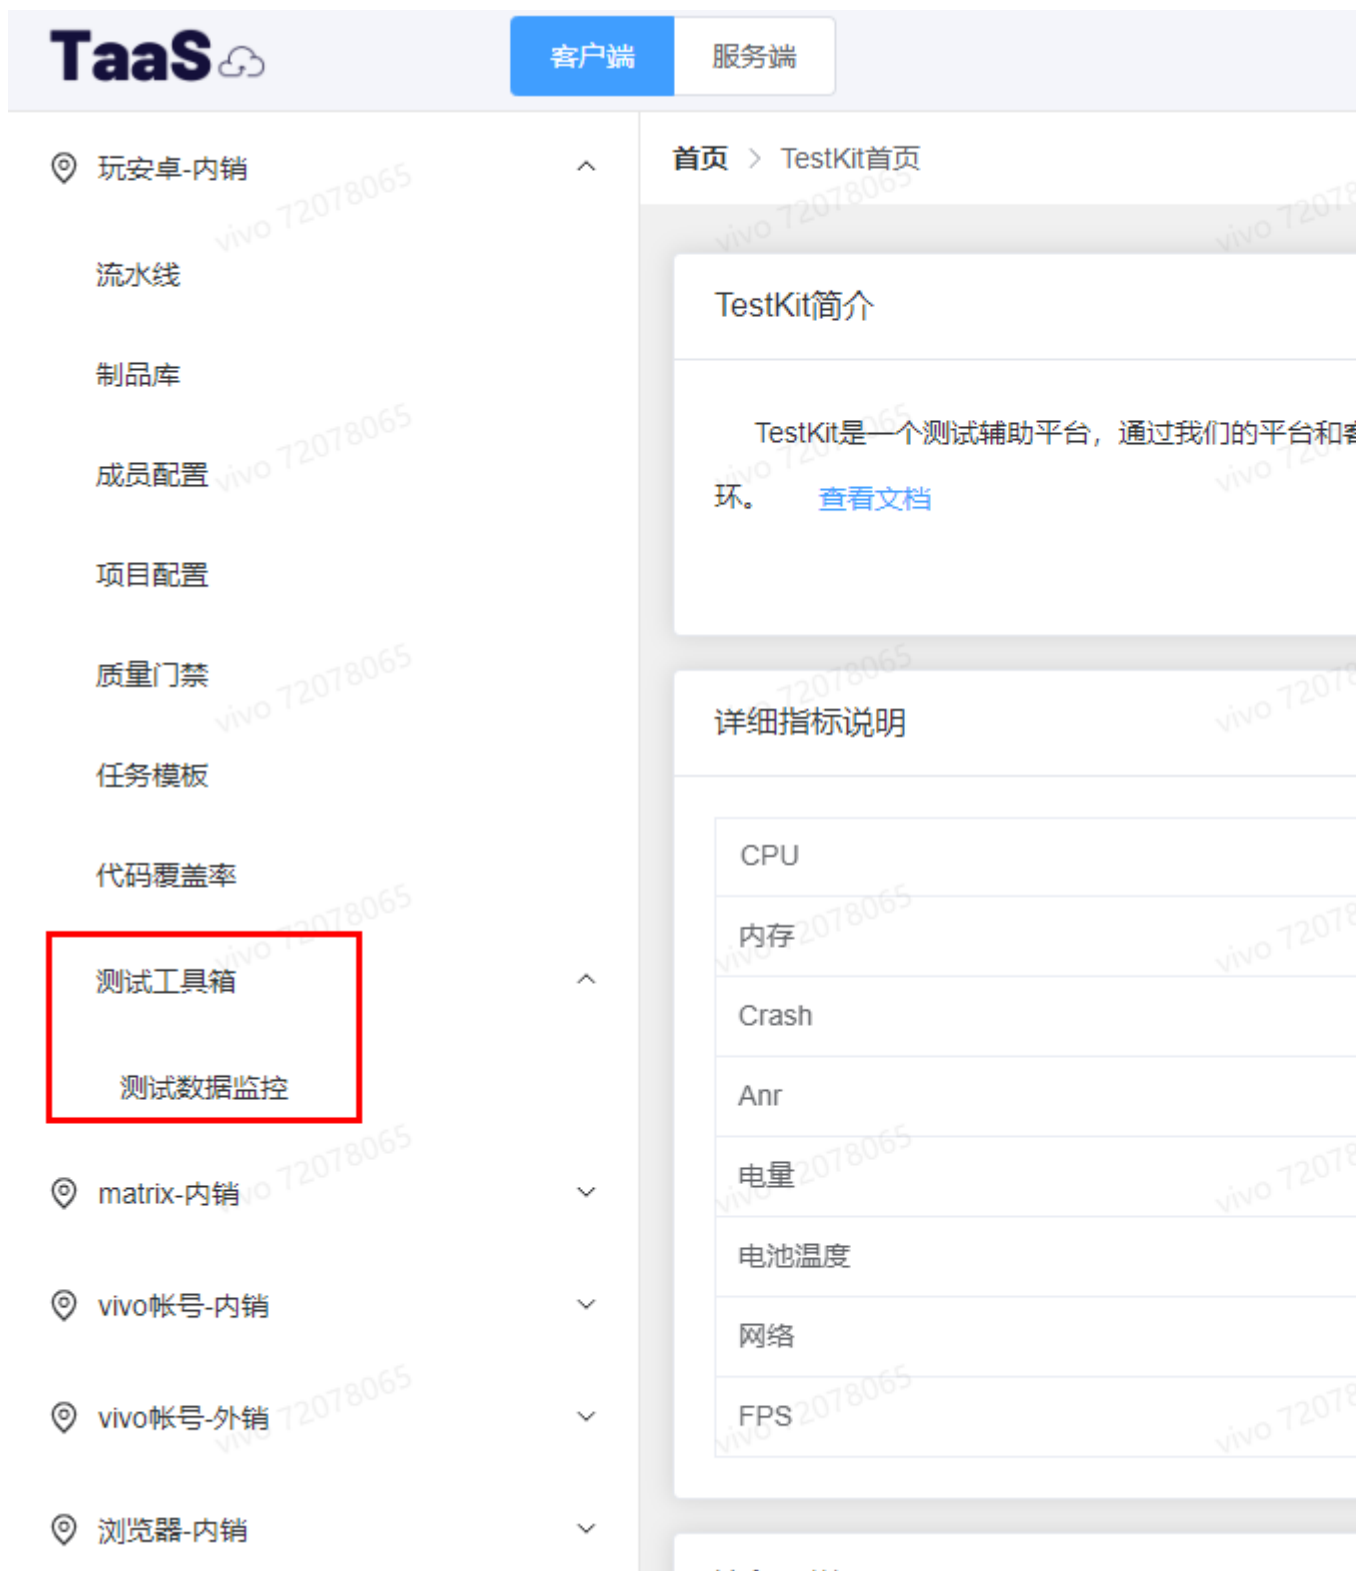 TaaS
客户端
服务端
玩安卓-内销
流水线
制品库
成员配置
项目配置
质量门禁
任务模板
代码覆盖率
测试工具箱
测试数据监控
matrix-内销
vivo帐号-内销
vivo帐号-外销
浏览器-内销
首页 > TestKit首页
TestKit简介
TestKit是一个测试辅助平台，通过我们的平台和
环。 查看文档
详细指标说明
CPU
内存
Crash
Anr
电量
电池温度
网络
FPS
vivo 72078065